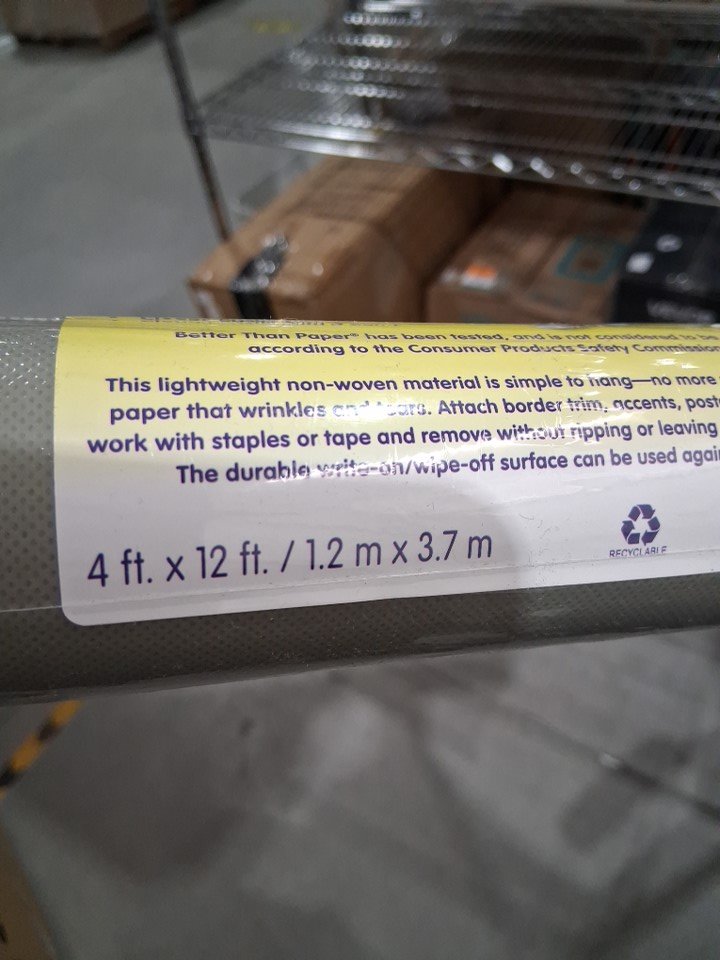 Better Than Paper® has been tested, and is not considered to be
according to the Consumer Products Safety Commission
This lightweight non-woven material is simple to hang—no more
paper that wrinkles and tears. Attach border trim, accents, post
work with staples or tape and remove without ripping or leaving
The durable write-on/wipe-off surface can be used again
4 ft. x 12 ft. / 1.2 m x 3.7 m
RECYCLABLE